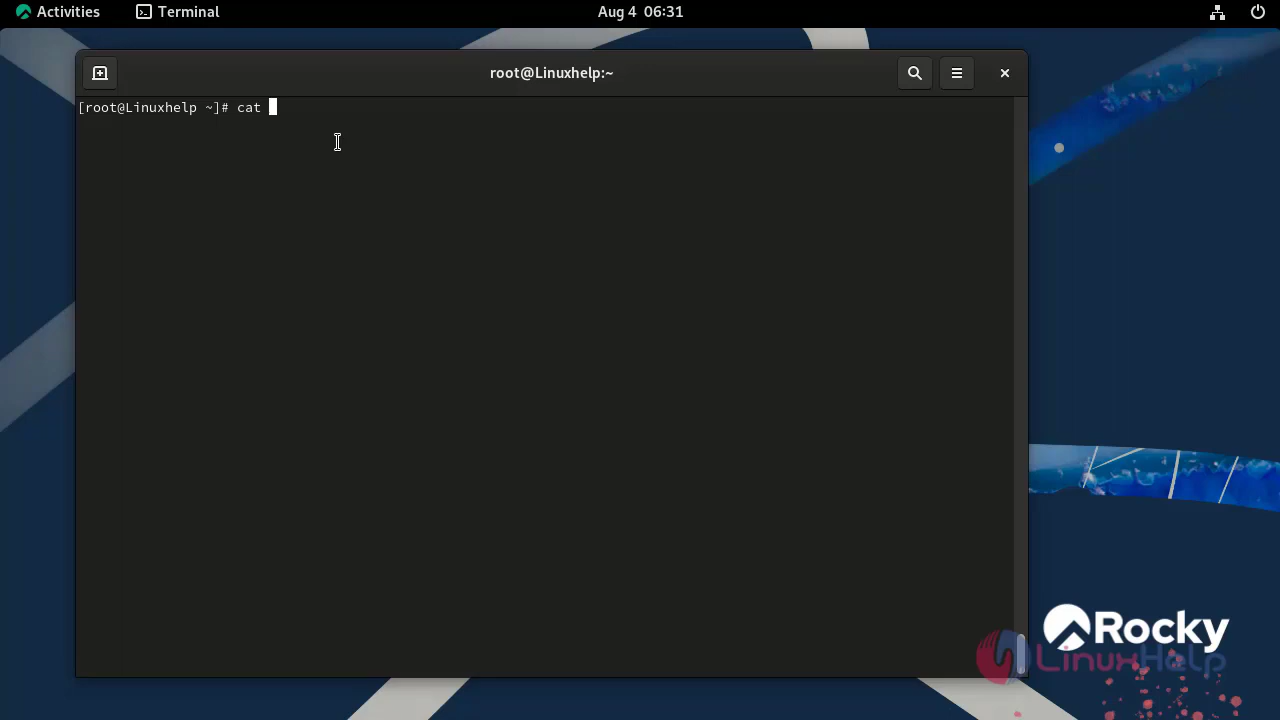 Activities Terminal Aug 4 06:31
root@Linuxhelp:~
[root@Linuxhelp ~]# cat
Rocky
LinuxHelp